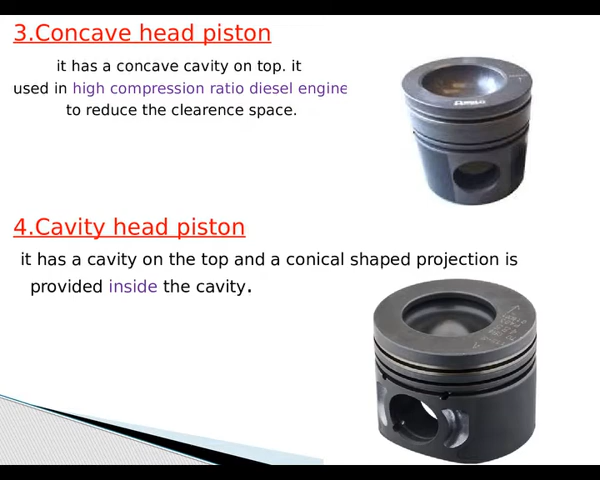 3.Concave head piston
it has a concave cavity on top. it
used in high compression ratio diesel engine
to reduce the clearence space.
4.Cavity head piston
it has a cavity on the top and a conical shaped projection is
provided inside the cavity.